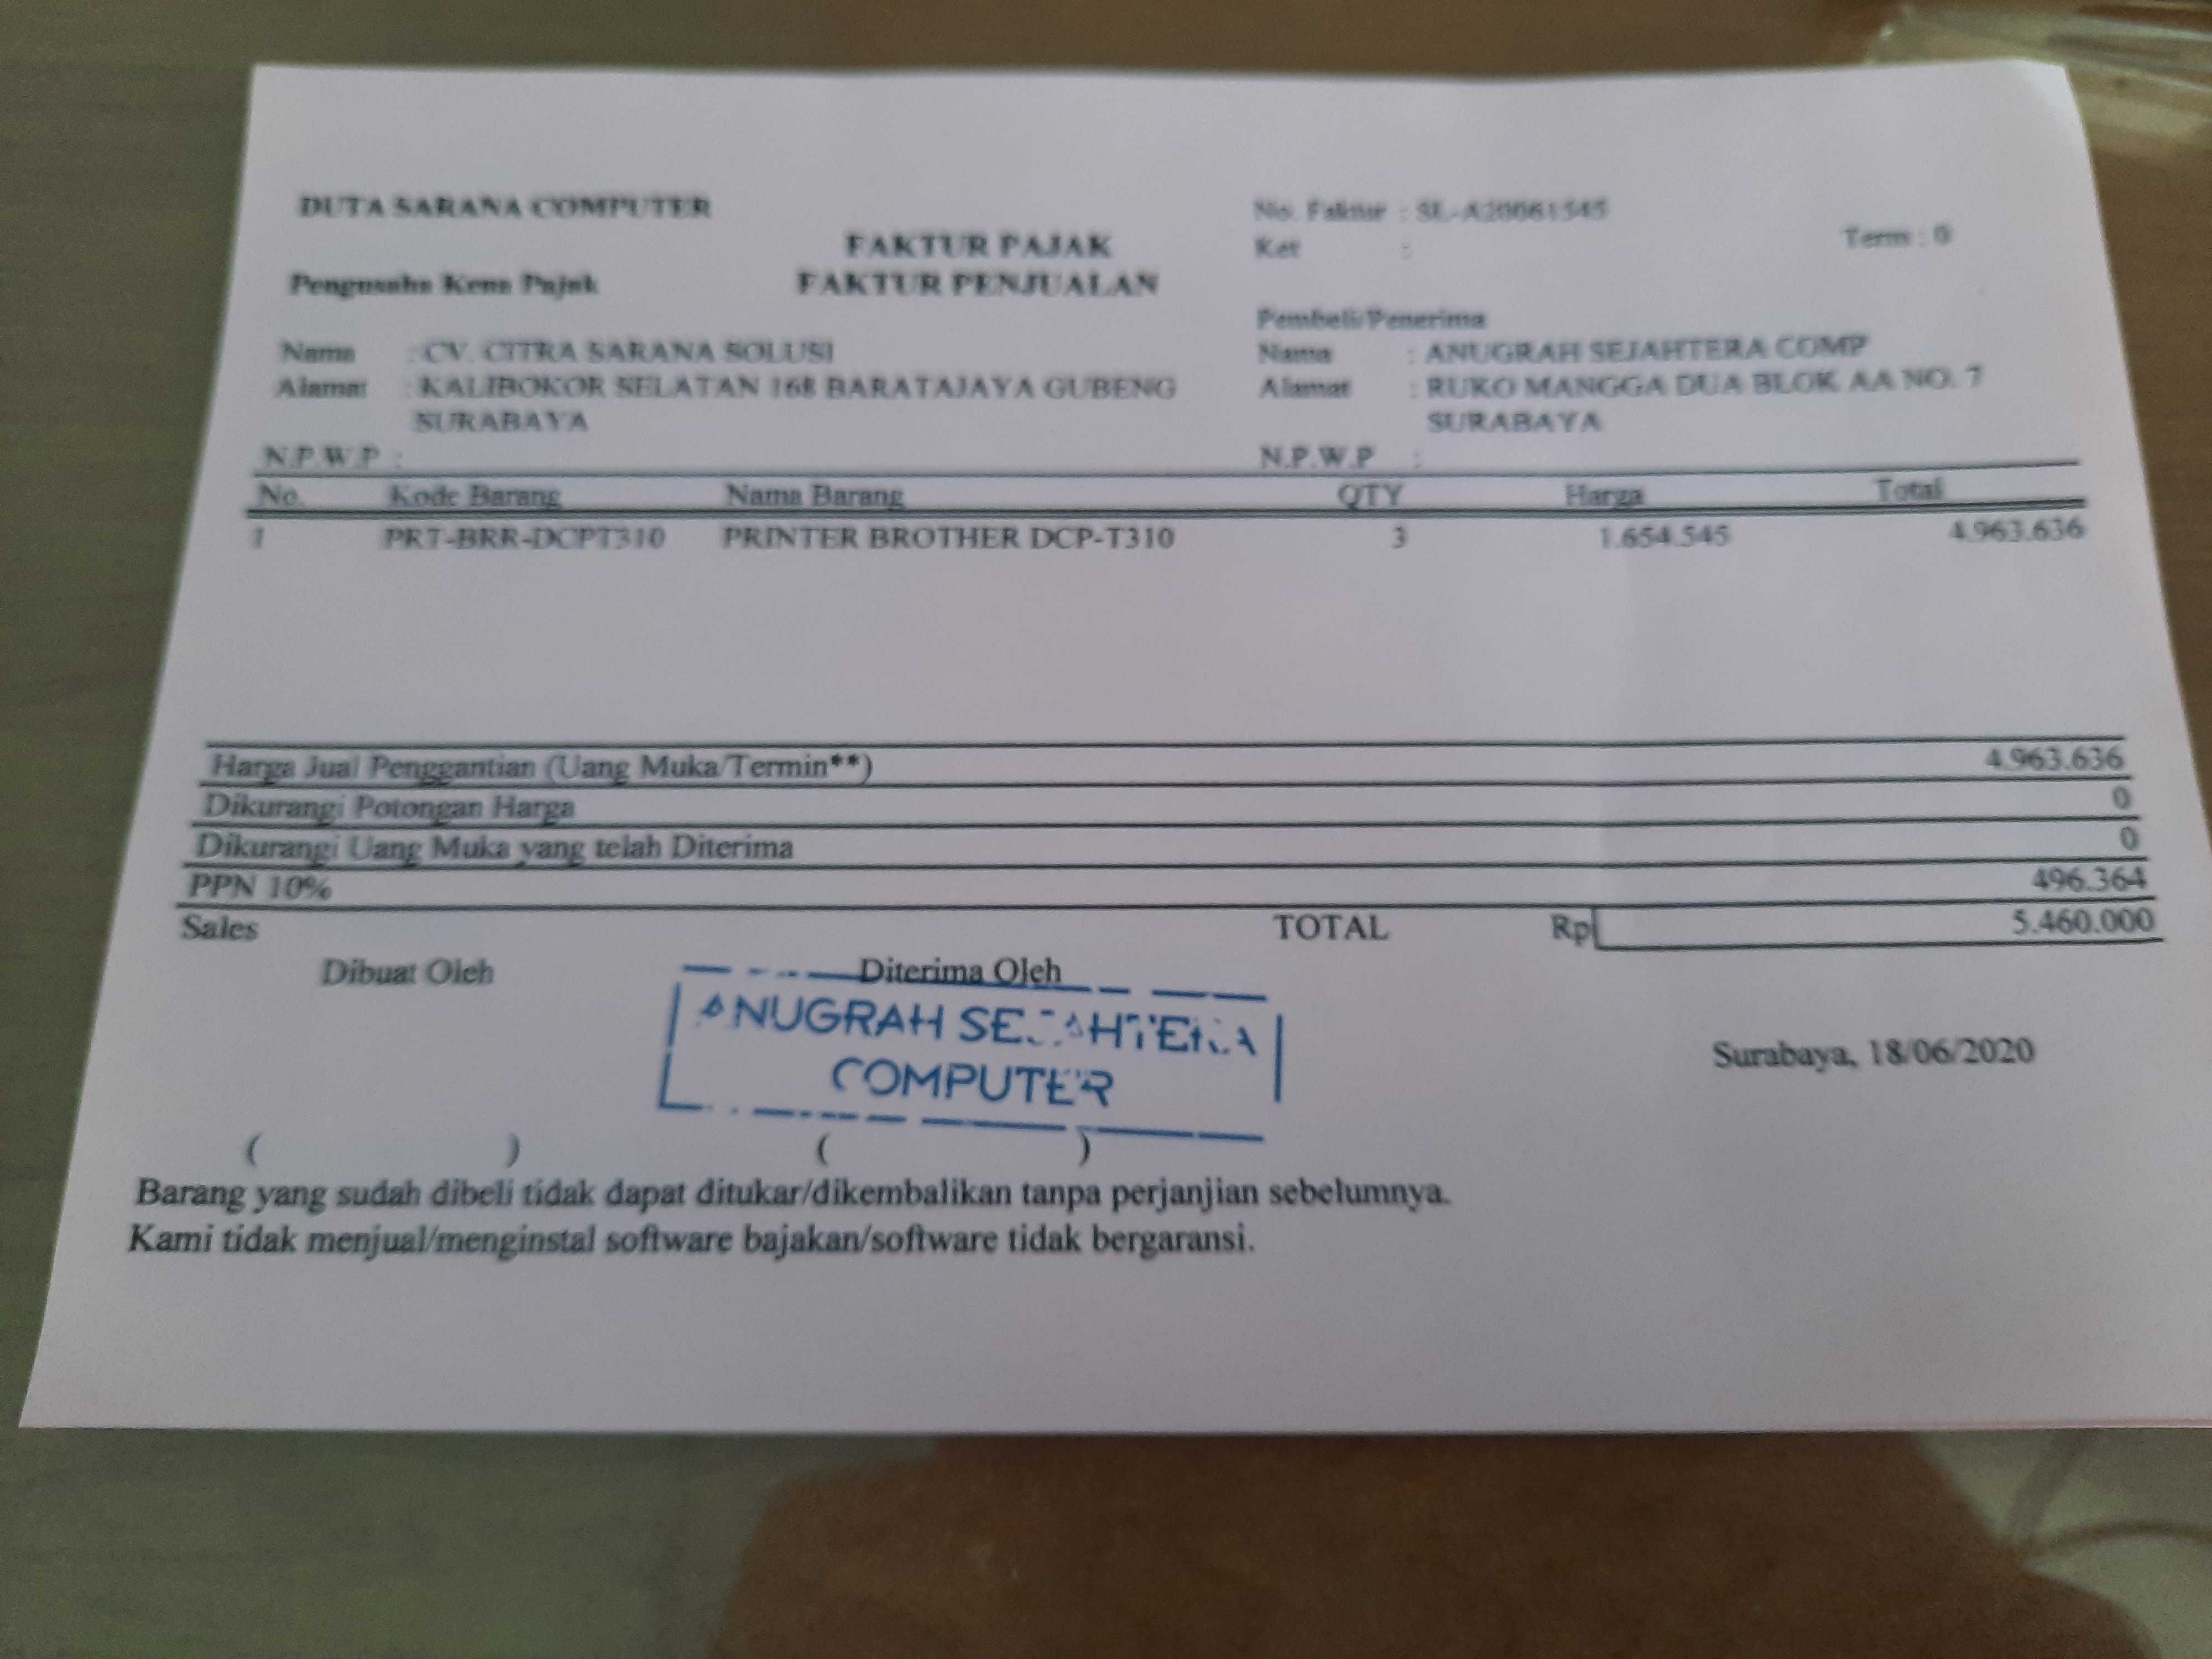 DUTA SARANA COMPUTER
FAKTUR PAJAK
Pengusaha Kena Pajak
FAKTUR PENJUALAN
No. Faktur : SL-A20061545
Ket :
Term : 0
Nama : CV. CITRA SARANA SOLUSI
Alamat : KALIBOKOR SELATAN 168 BARATAJAYA GUBENG
SURABAYA
N.P.W.P :
Pembeli/Penerima
Nama : ANUGRAH SEJAHTERA COMP
Alamat : RUKO MANGGA DUA BLOK AA NO. 7
SURABAYA
N.P.W.P :
No. Kode Barang Nama Barang QTY Harga Total
1 PRT-BRR-DCPT310 PRINTER BROTHER DCP-T310 3 1.654.545 4.963.636
Harga Jual Penggantian (Uang Muka/Termin**) 4.963.636
Dikurangi Potongan Harga 0
Dikurangi Uang Muka yang telah Diterima 0
PPN 10% 496.364
Sales TOTAL Rp 5.460.000
Dibuat Oleh Diterima Oleh
ANUGRAH SEJAHTERA
COMPUTER
Surabaya, 18/06/2020
( ) ( )
Barang yang sudah dibeli tidak dapat ditukar/dikembalikan tanpa perjanjian sebelumnya.
Kami tidak menjual/menginstal software bajakan/software tidak bergaransi.